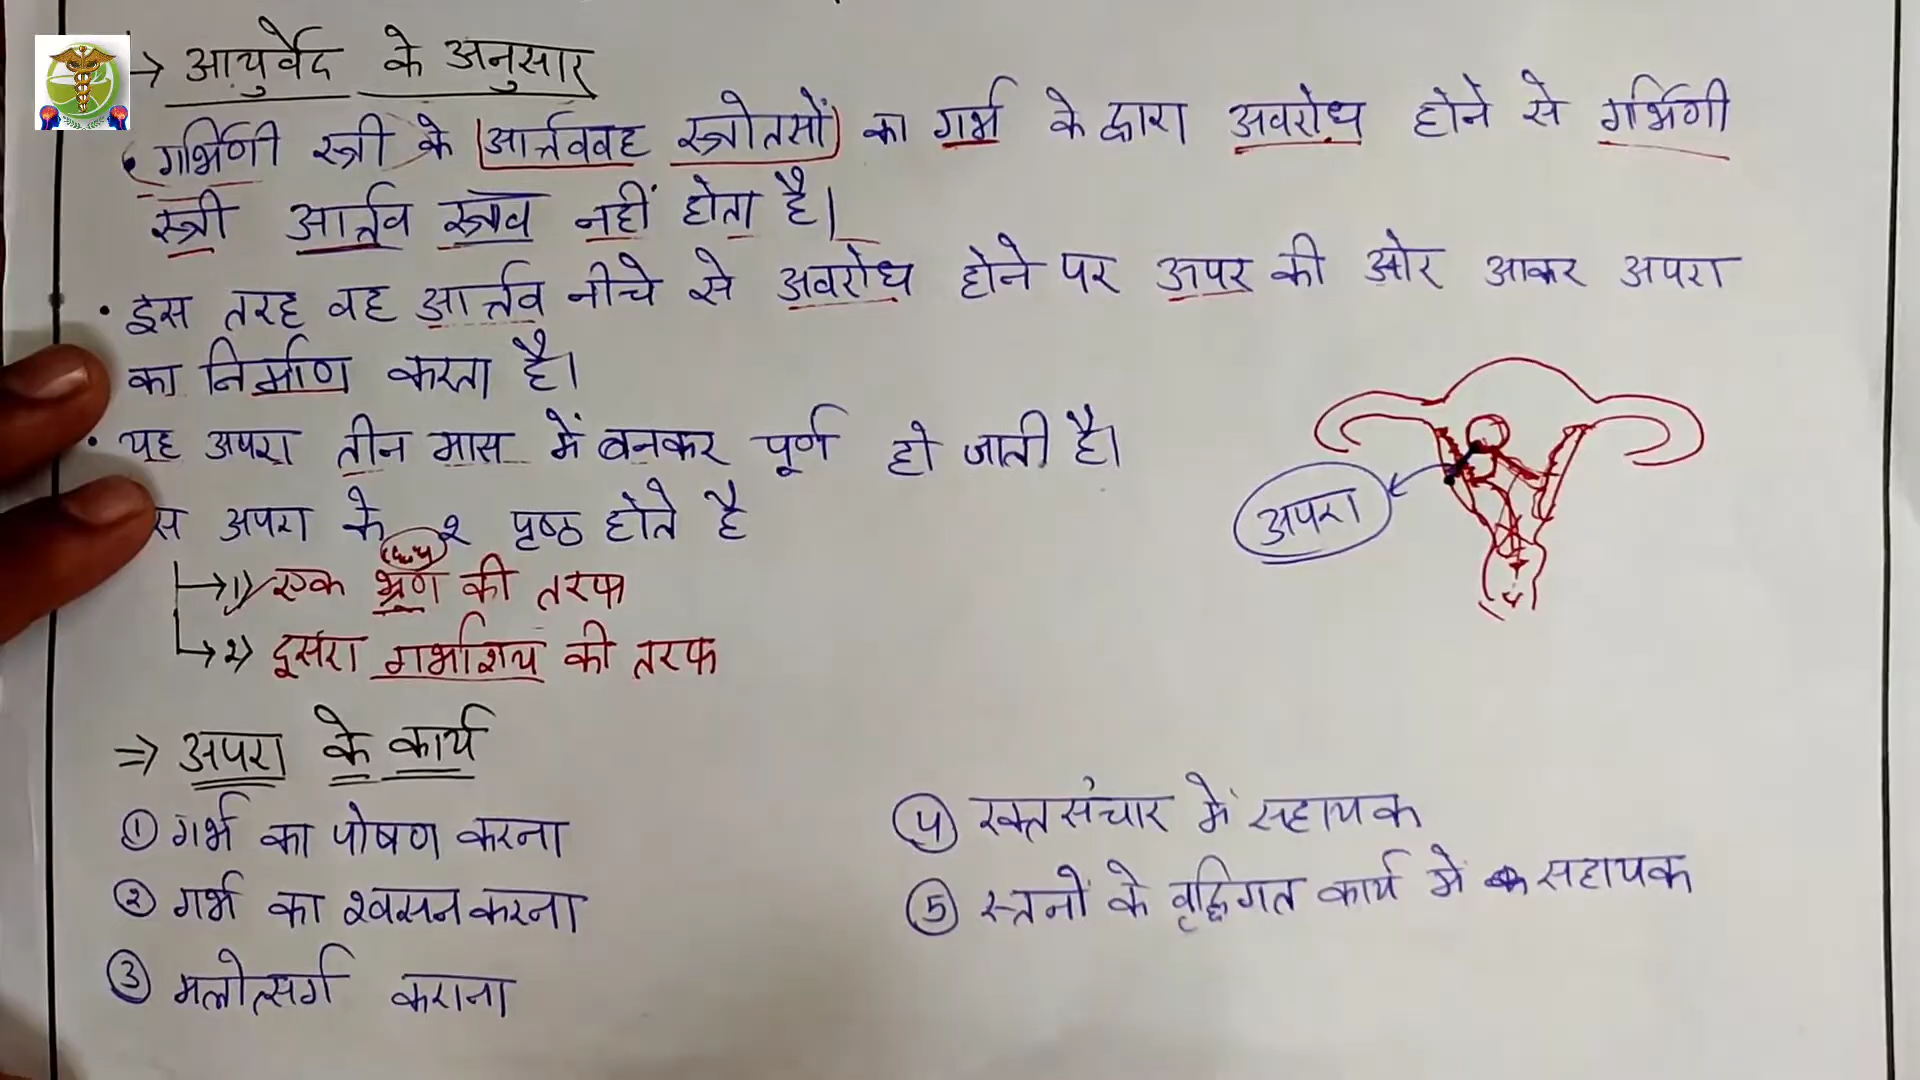 → आयुर्वेद के अनुसार
• गर्भिणी स्त्री के (आर्त्तववह स्त्रोतसों) का गर्भ के द्वारा अवरोध होने से गर्भिणी
स्त्री आर्त्तव स्त्रव नहीं होता है।
• इस तरह वह आर्त्तव नीचे से अवरोध होने पर ऊपर की ओर आकर अपरा
का निर्माण करता है।
• यह अपरा तीन मास में बनकर पूर्ण हो जाती है।
स अपरा के २ पृष्ठ होते है
→ १) एक भ्रूण की तरफ
→ २) दूसरा गर्भाशय की तरफ
अपरा
⇒ अपरा के कार्य
① गर्भ का पोषण करना
② गर्भ का श्वसन करना
③ मलोत्सर्ग कराना
④ रक्तसंचार में सहायक
⑤ स्तनों के वृद्धिगत कार्य में सहायक